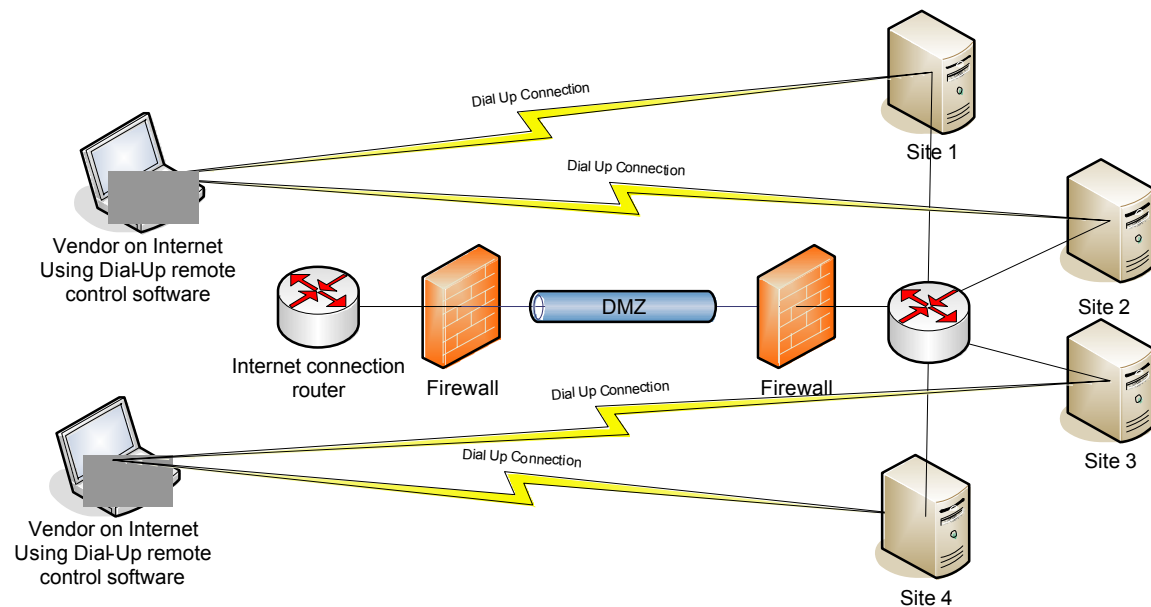 Dial Up Connection
Site 1
Dial Up Connection
Vendor on Internet
Using Dial-Up remote
control software
Site 2
DMZ
Internet connection
router
Firewall
Firewall
Dial Up Connection
Site 3
Dial Up Connection
Vendor on Internet
Using Dial-Up remote
control software
Site 4